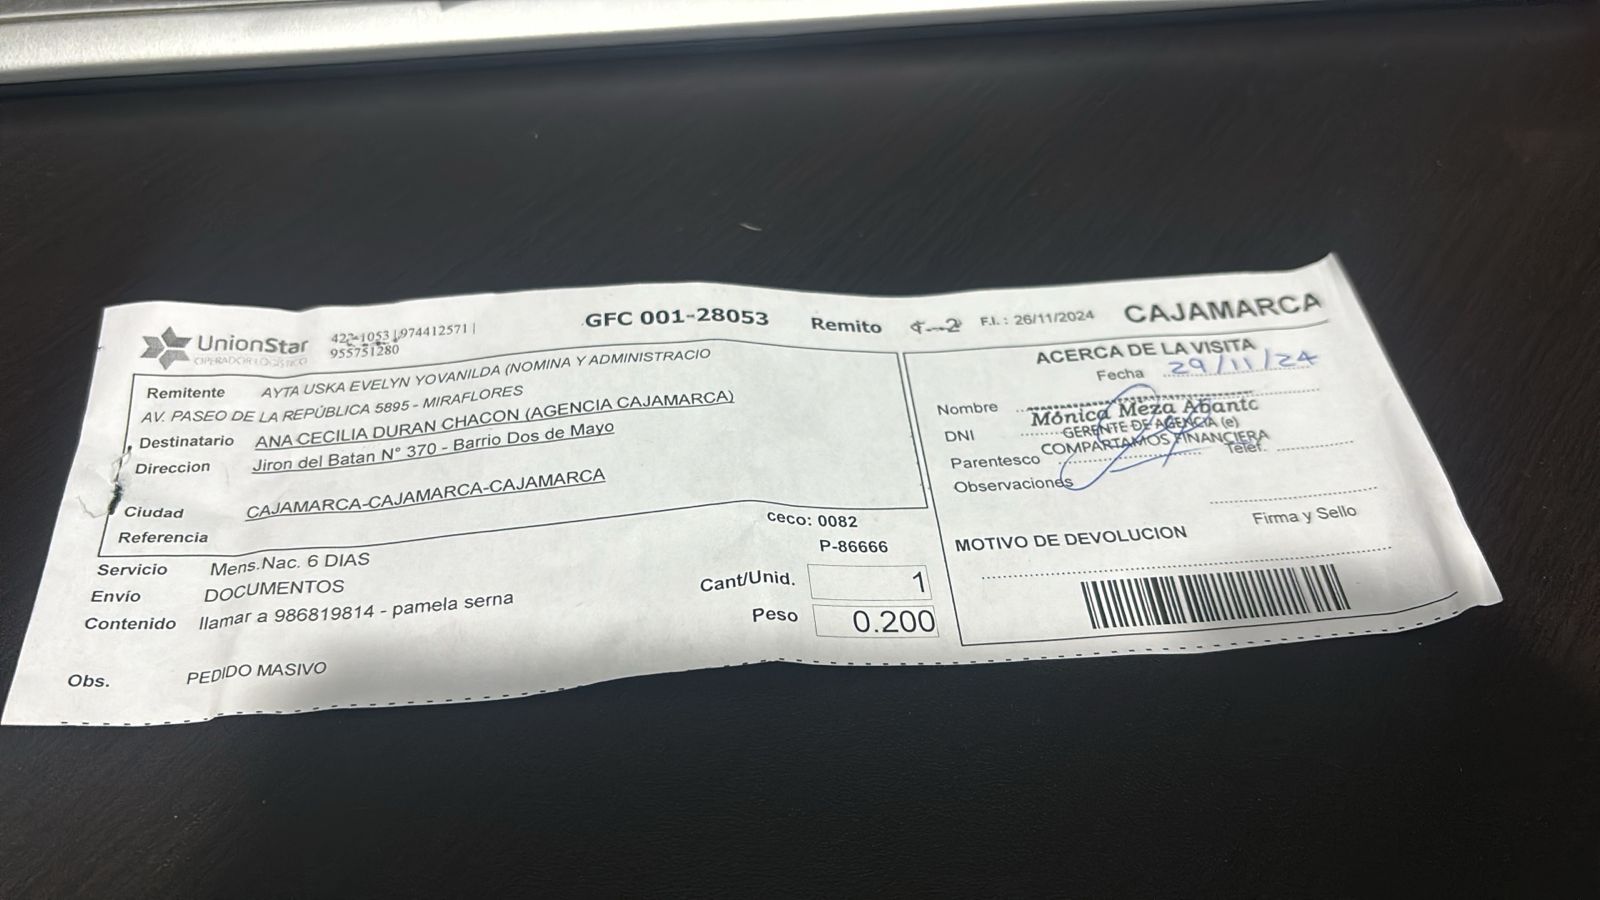 UnionStar
OPERADOR LOGÍSTICO
422-1053 | 974412571 |
955751280
GFC 001-28053
Remito
F.I. : 26/11/2024
CAJAMARCA
Remitente AYTA USKA EVELYN YOVANILDA (NOMINA Y ADMINISTRACIO
AV. PASEO DE LA REPÚBLICA 5895 - MIRAFLORES
Destinatario ANA CECILIA DURAN CHACON (AGENCIA CAJAMARCA)
Direccion Jiron del Batan N° 370 - Barrio Dos de Mayo
Ciudad CAJAMARCA-CAJAMARCA-CAJAMARCA
Referencia
ceco: 0082
Servicio Mens.Nac. 6 DIAS
P-86666
Envío DOCUMENTOS
Cant/Unid. 1
Contenido llamar a 986819814 - pamela serna
Peso 0.200
Obs. PEDIDO MASIVO
ACERCA DE LA VISITA
Fecha 29/11/24
Nombre Mónica Meza Abanto
DNI GERENTE DE AGENCIA (e)
COMPARTAMOS FINANCIERA
Parentesco Telef.
Observaciones
Firma y Sello
MOTIVO DE DEVOLUCION